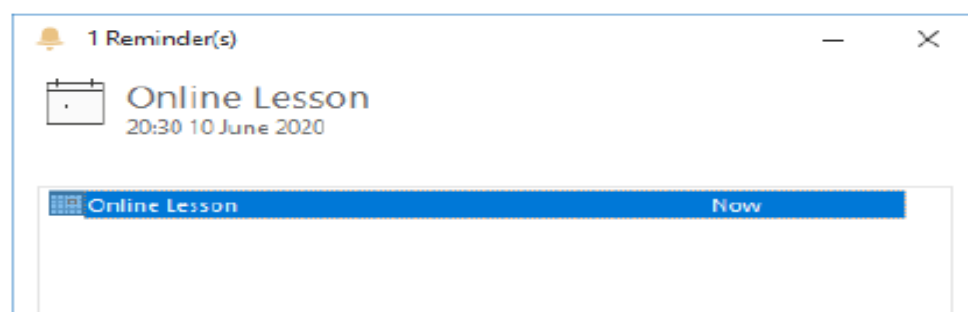 1 Reminder(s)
Online Lesson
20:30 10 June 2020
Online Lesson Now